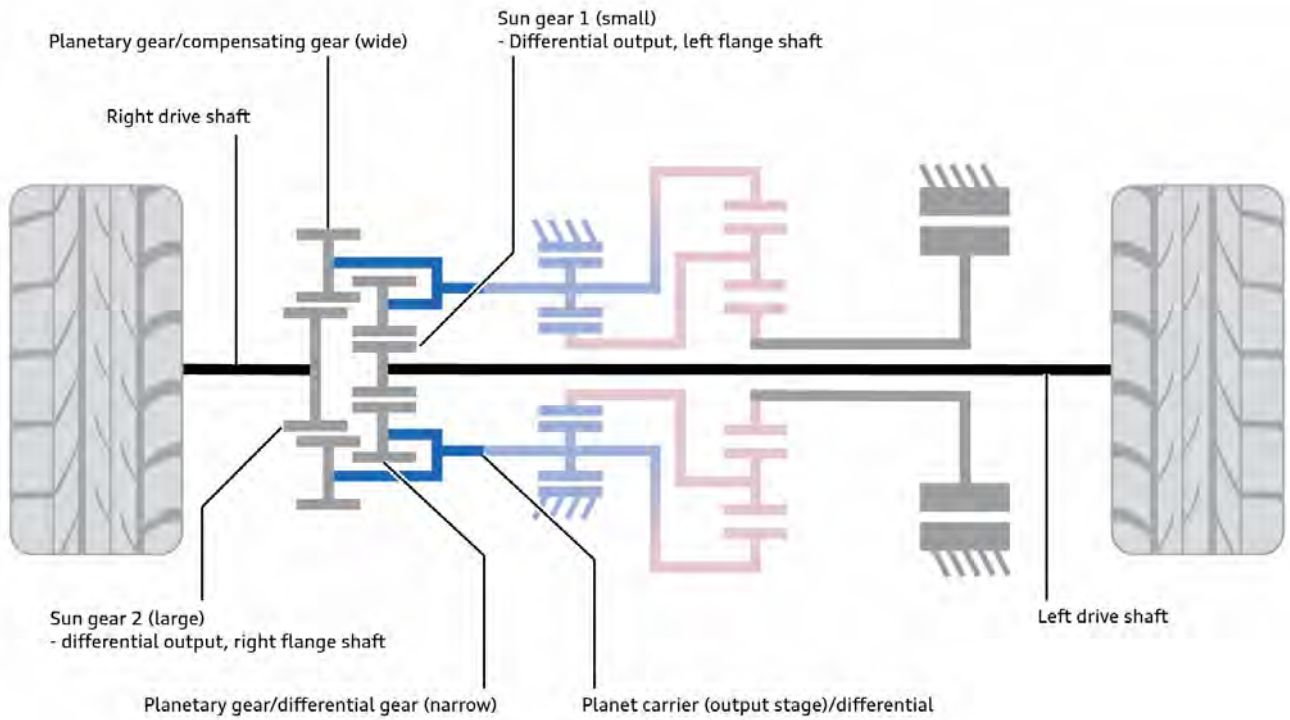 Sun gear 1 (small)
- Differential output, left flange shaft
Planetary gear/compensating gear (wide)
Right drive shaft
Sun gear 2 (large)
- differential output, right flange shaft
Left drive shaft
Planetary gear/differential gear (narrow)
Planet carrier (output stage)/differential